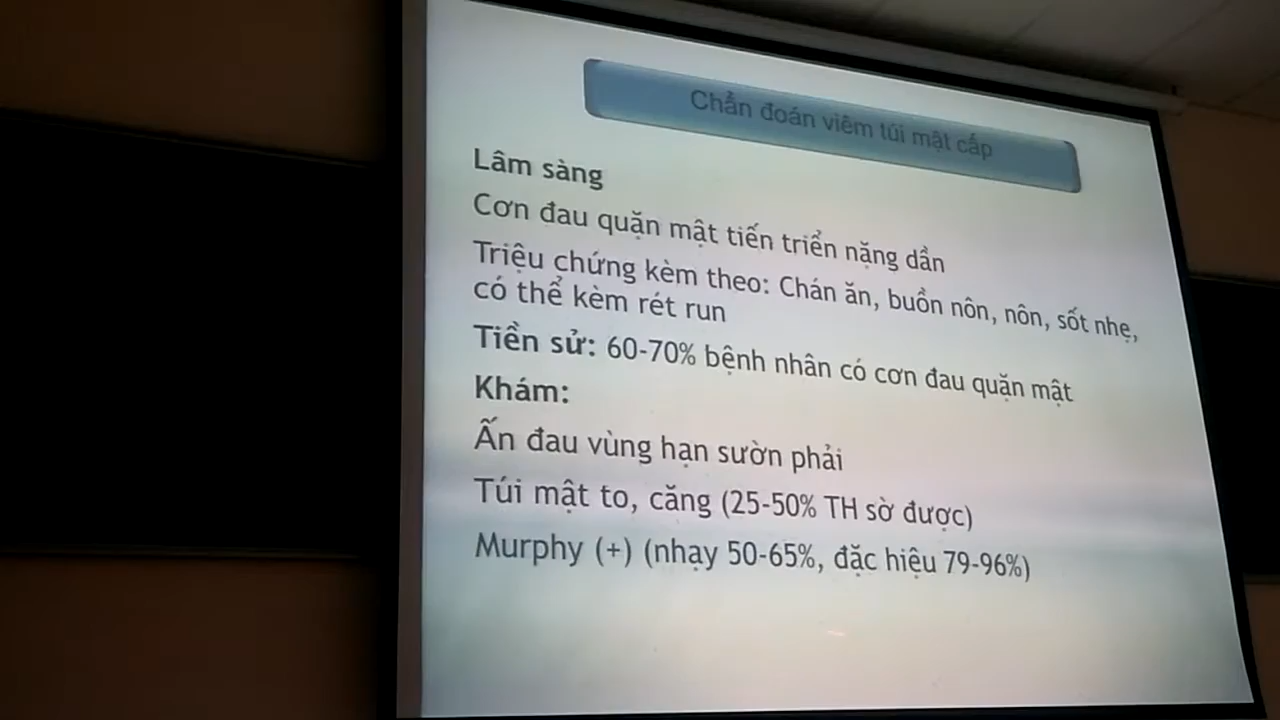 Chẩn đoán viêm túi mật cấp
Lâm sàng
Cơn đau quặn mật tiến triển nặng dần
Triệu chứng kèm theo: Chán ăn, buồn nôn, nôn, sốt nhẹ,
có thể kèm rét run
Tiền sử: 60-70% bệnh nhân có cơn đau quặn mật
Khám:
Ấn đau vùng hạn sườn phải
Túi mật to, căng (25-50% TH sờ được)
Murphy (+) (nhạy 50-65%, đặc hiệu 79-96%)